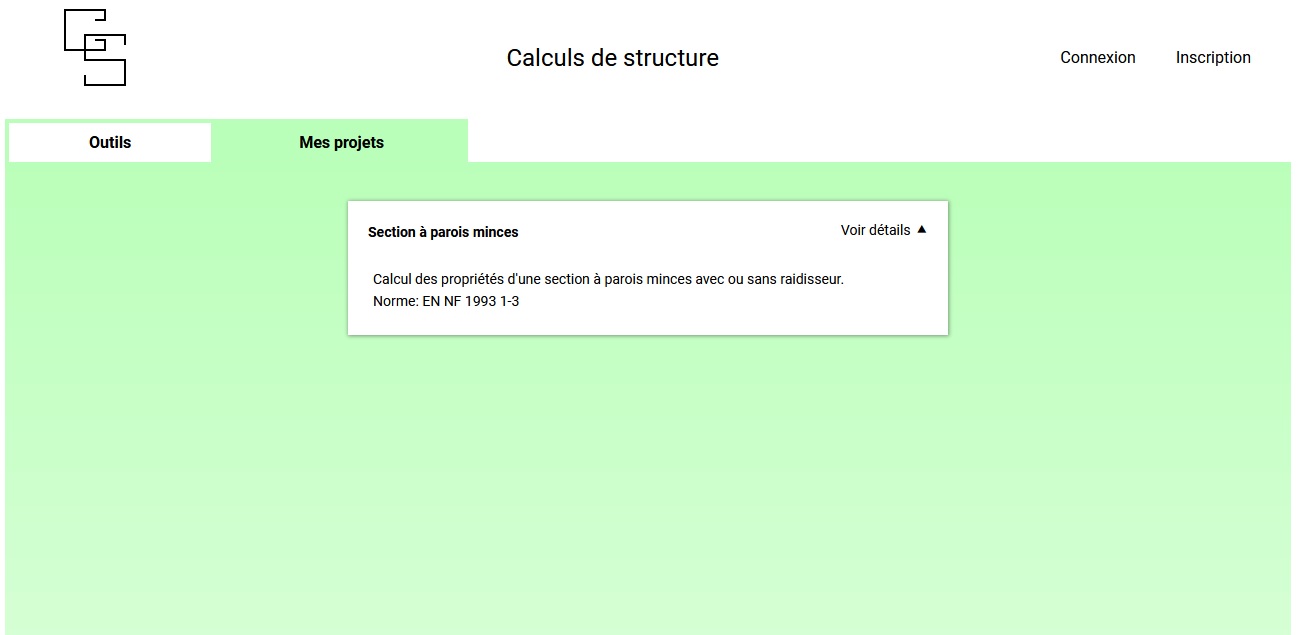 CS
Calculs de structure
Connexion
Inscription
Outils
Mes projets
Section à parois minces
Voir détails ▲
Calcul des propriétés d'une section à parois minces avec ou sans raidisseur.
Norme: EN NF 1993 1-3